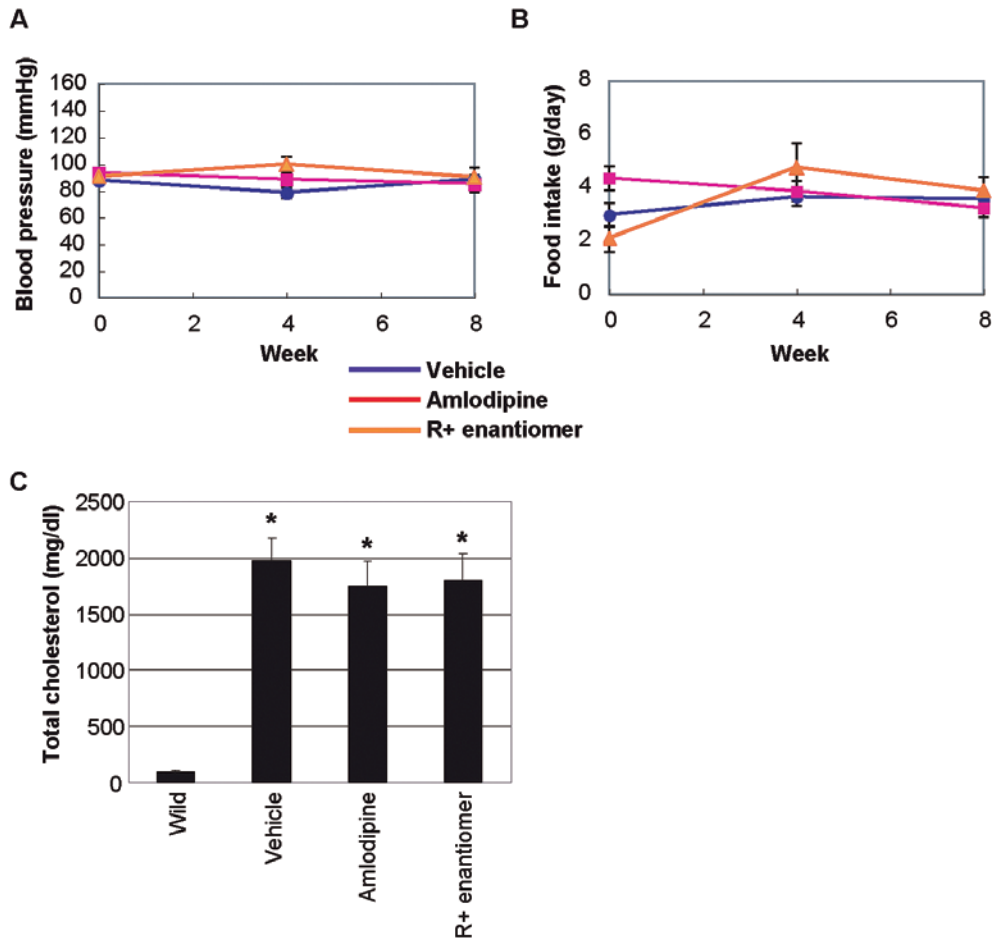 A
Blood pressure (mmHg)
160
140
120
100
80
60
40
20
0
0 2 4 6 8
Week
B
Food intake (g/day)
8
6
4
2
0
0 2 4 6 8
Week
Vehicle
Amlodipine
R+ enantiomer
C
Total cholesterol (mg/dl)
2500
2000
1500
1000
500
0
* * *
Wild
Vehicle
Amlodipine
R+ enantiomer